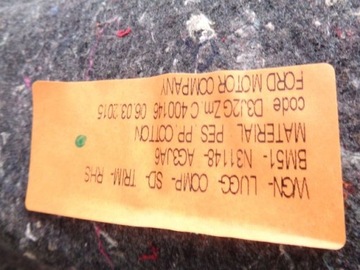 WGN- LUGG- COMP- SD- TRIM- RHS
BM51- N31148- AG3JA6
MATERIAL PES PP COTTON
code D3J2G Zm. C400146 06.03.2015
FORD MOTOR COMPANY